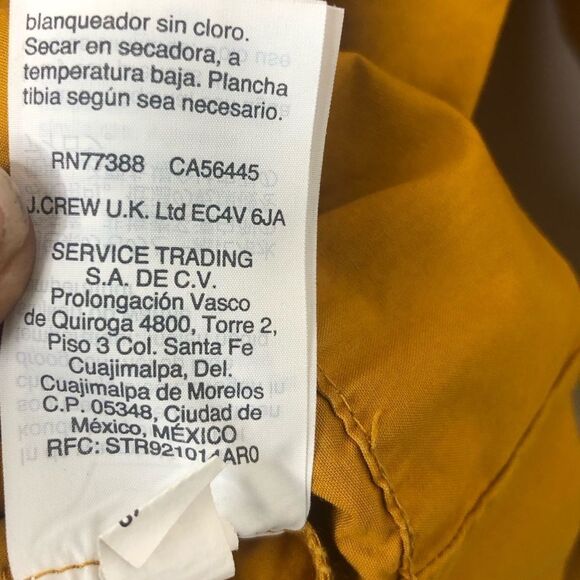 blanqueador sin cloro.
Secar en secadora, a
temperatura baja. Plancha
tibia según sea necesario.
RN77388 CA56445
J.CREW U.K. Ltd EC4V 6JA
SERVICE TRADING
S.A. DE C.V.
Prolongación Vasco
de Quiroga 4800, Torre 2,
Piso 3 Col. Santa Fe
Cuajimalpa, Del.
Cuajimalpa de Morelos
C.P. 05348, Ciudad de
México, MÉXICO
RFC: STR921014AR0